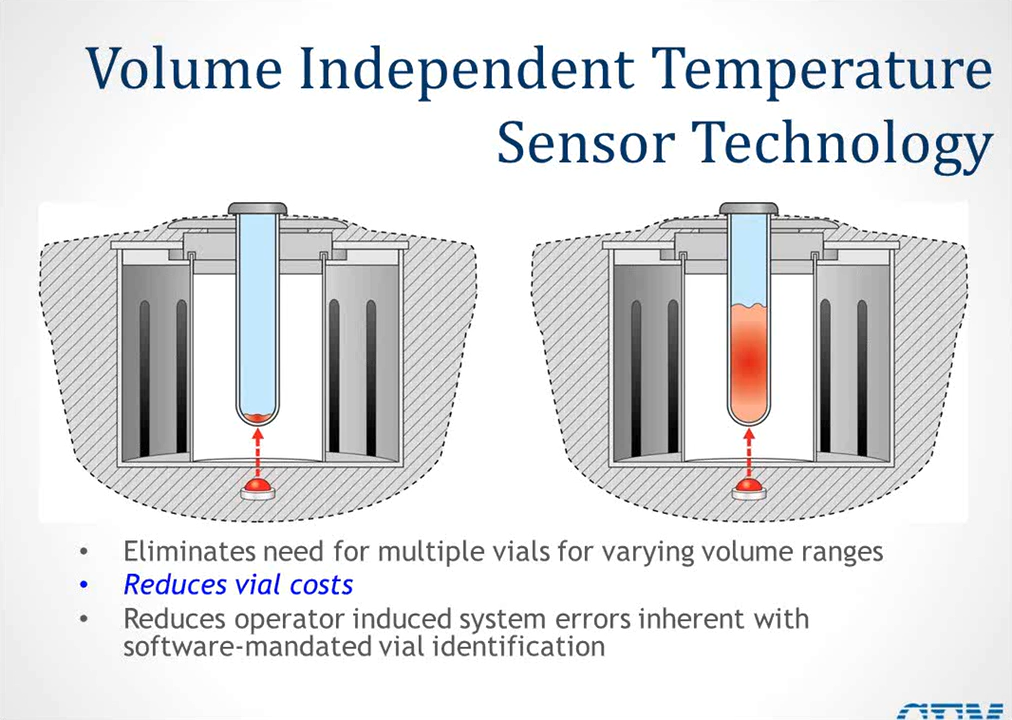 Volume Independent Temperature
Sensor Technology
• Eliminates need for multiple vials for varying volume ranges
• Reduces vial costs
• Reduces operator induced system errors inherent with
software-mandated vial identification